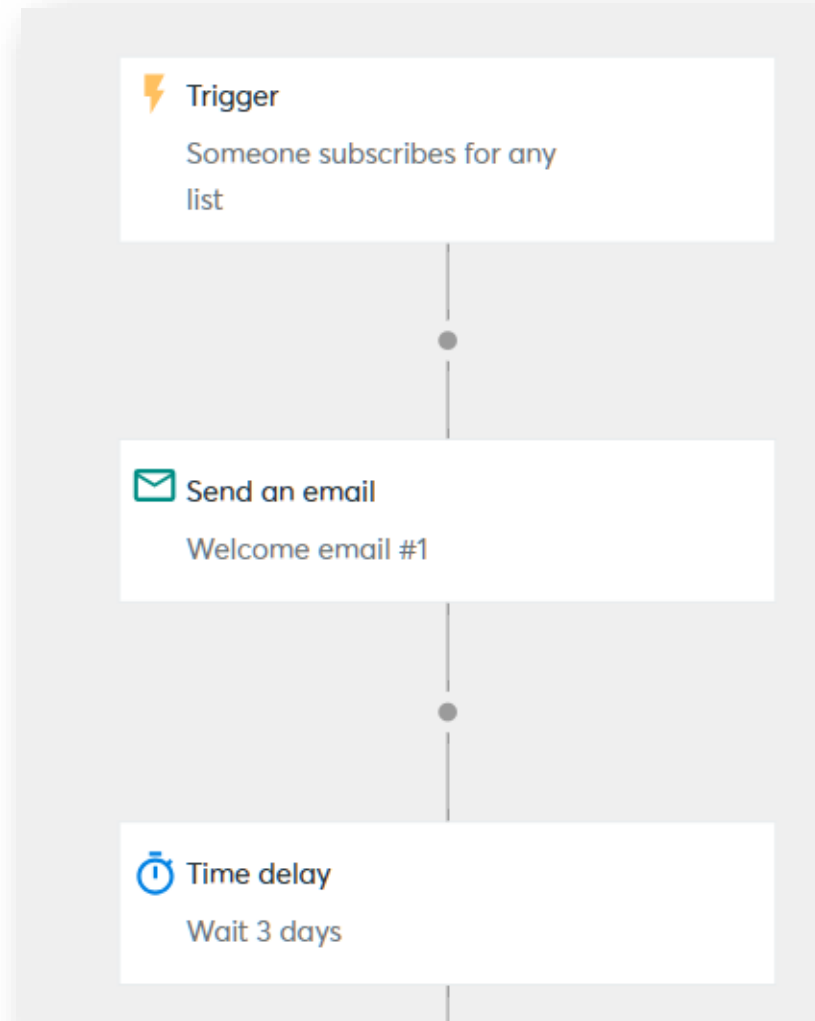 Trigger
Someone subscribes for any
list
Send an email
Welcome email #1
Time delay
Wait 3 days